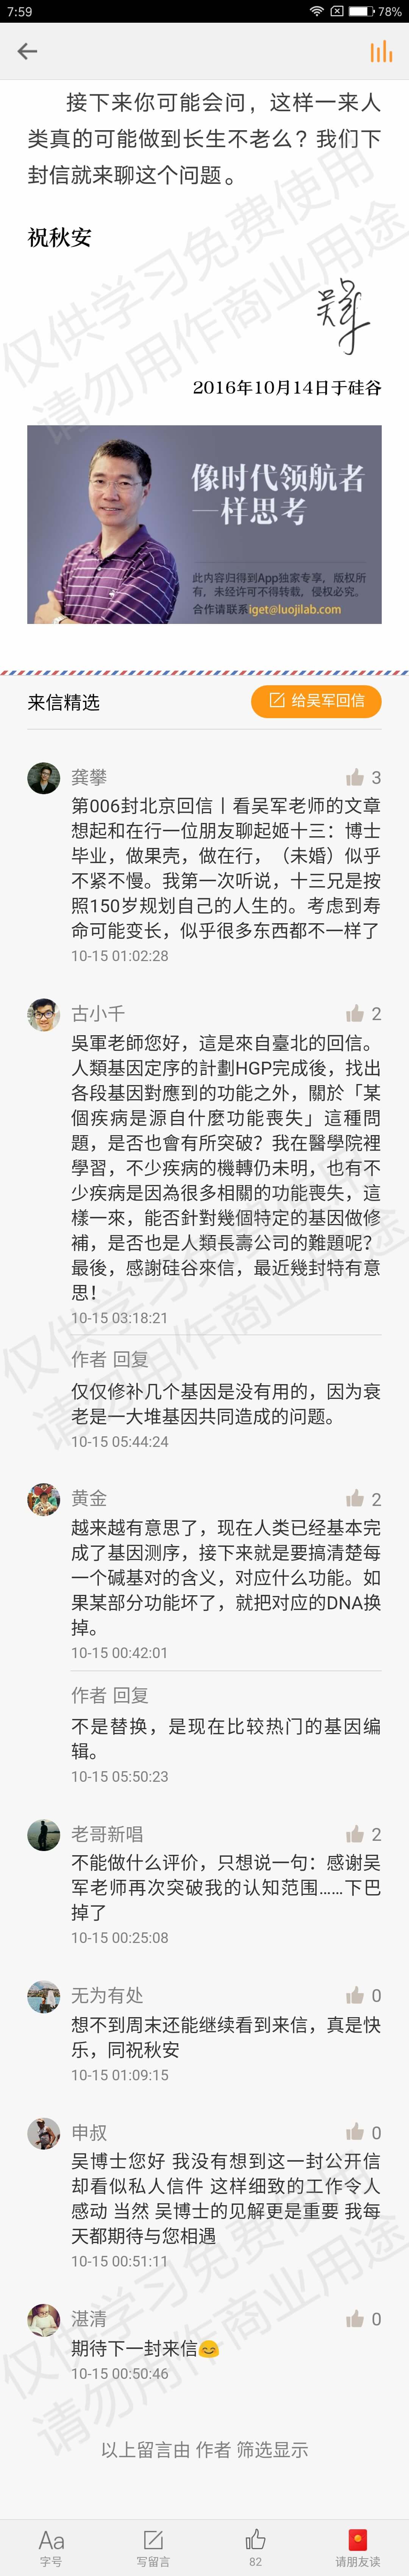 7:59
78%
接下来你可能会问，这样一来人
类真的可能做到长生不老么？我们下
封信就来聊这个问题。
祝秋安
吴军
2016年10月14日于硅谷
像时代领航者
一样思考
此内容归得到App独家专享，版权所
有，未经许可不得转载，侵权必究。
合作请联系iget@luojilab.com
来信精选
给吴军回信
龚攀
3
第006封北京回信丨看吴军老师的文章
想起和在行一位朋友聊起姬十三：博士
毕业，做果壳，做在行，（未婚）似乎
不紧不慢。我第一次听说，十三兄是按
照150岁规划自己的人生的。考虑到寿
命可能变长，似乎很多东西都不一样了
10-15 01:02:28
古小千
2
吳軍老師您好，這是來自臺北的回信。
人類基因定序的計劃HGP完成後，找出
各段基因對應到的功能之外，關於「某
個疾病是源自什麼功能喪失」這種問
題，是否也會有所突破？我在醫學院裡
學習，不少疾病的機轉仍未明，也有不
少疾病是因為很多相關的功能喪失，這
樣一來，能否針對幾個特定的基因做修
補，是否也是人類長壽公司的難題呢？
最後，感謝硅谷來信，最近幾封特有意
思！
10-15 03:18:21
作者 回复
仅仅修补几个基因是没有用的，因为衰
老是一大堆基因共同造成的问题。
10-15 05:44:24
黄金
2
越来越有意思了，现在人类已经基本完
成了基因测序，接下来就是要搞清楚每
一个碱基对的含义，对应什么功能。如
果某部分功能坏了，就把对应的DNA换
掉。
10-15 00:42:01
作者 回复
不是替换，是现在比较热门的基因编
辑。
10-15 05:50:23
老哥新唱
2
不能做什么评价，只想说一句：感谢吴
军老师再次突破我的认知范围……下巴
掉了
10-15 00:25:08
无为有处
0
想不到周末还能继续看到来信，真是快
乐，同祝秋安
10-15 01:09:15
申叔
0
吴博士您好 我没有想到这一封公开信
却看似私人信件 这样细致的工作令人
感动 当然 吴博士的见解更是重要 我每
天都期待与您相遇
10-15 00:51:11
湛清
0
期待下一封来信😊
10-15 00:50:46
以上留言由 作者 筛选显示
Aa
字号
写留言
82
请朋友读
仅供学习免费使用
请勿用作商业用途
仅供学习免费使用
请勿用作商业用途
仅供学习免费使用
请勿用作商业用途